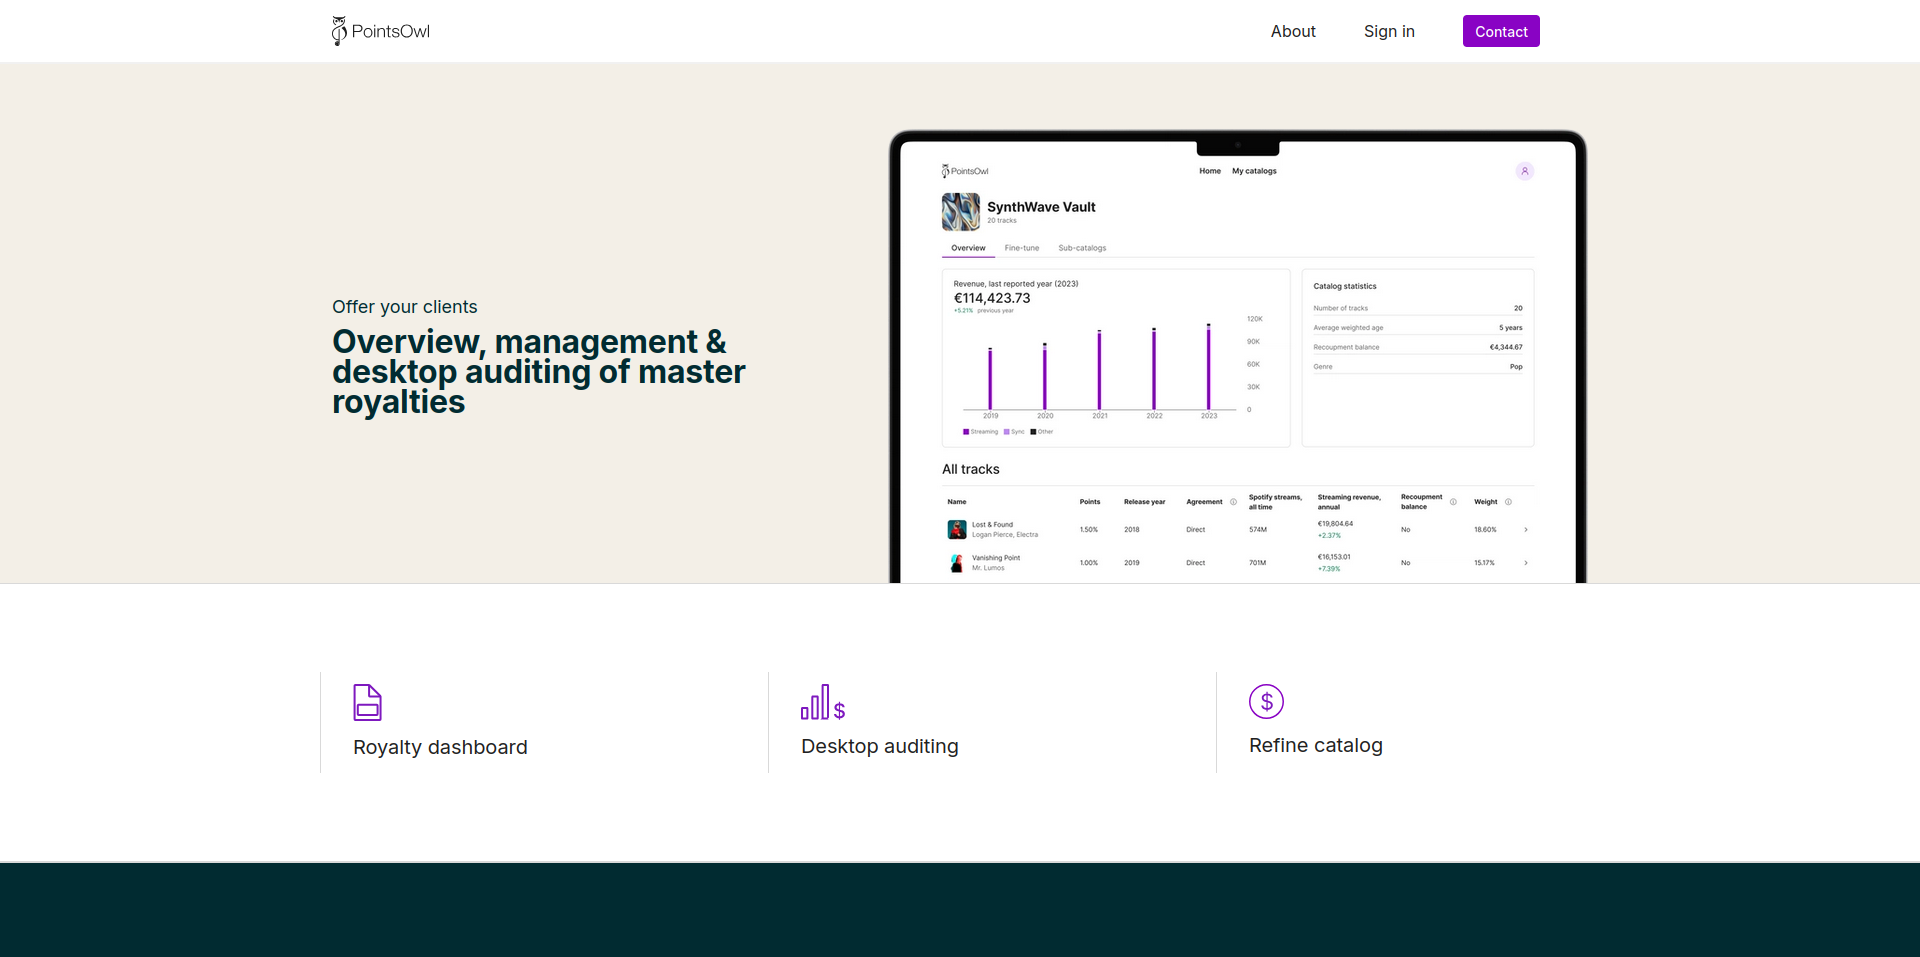 PointsOwl
About
Sign in
Contact
Offer your clients
Overview, management &
desktop auditing of master
royalties
PointsOwl
Home
My catalogs
SynthWave Vault
20 tracks
Overview
Fine-tune
Sub-catalogs
Revenue, last reported year (2023)
€114,423.73
+5.21% previous year
120K
90K
60K
30K
0
2019
2020
2021
2022
2023
Streaming
Sync
Other
Catalog statistics
Number of tracks 20
Average weighted age 5 years
Recoupment balance €4,344.67
Genre Pop
All tracks
Name
Points
Release year
Agreement
Spotify streams,
all time
Streaming revenue,
annual
Recoupment
balance
Weight
Lost & Found
Logan Pierce, Electra
1.50%
2018
Direct
574M
€19,804.64
+2.37%
No
18.60%
Vanishing Point
Mr. Lumos
1.00%
2019
Direct
701M
€16,153.01
+7.39%
No
15.17%
Royalty dashboard
$
Desktop auditing
$
Refine catalog